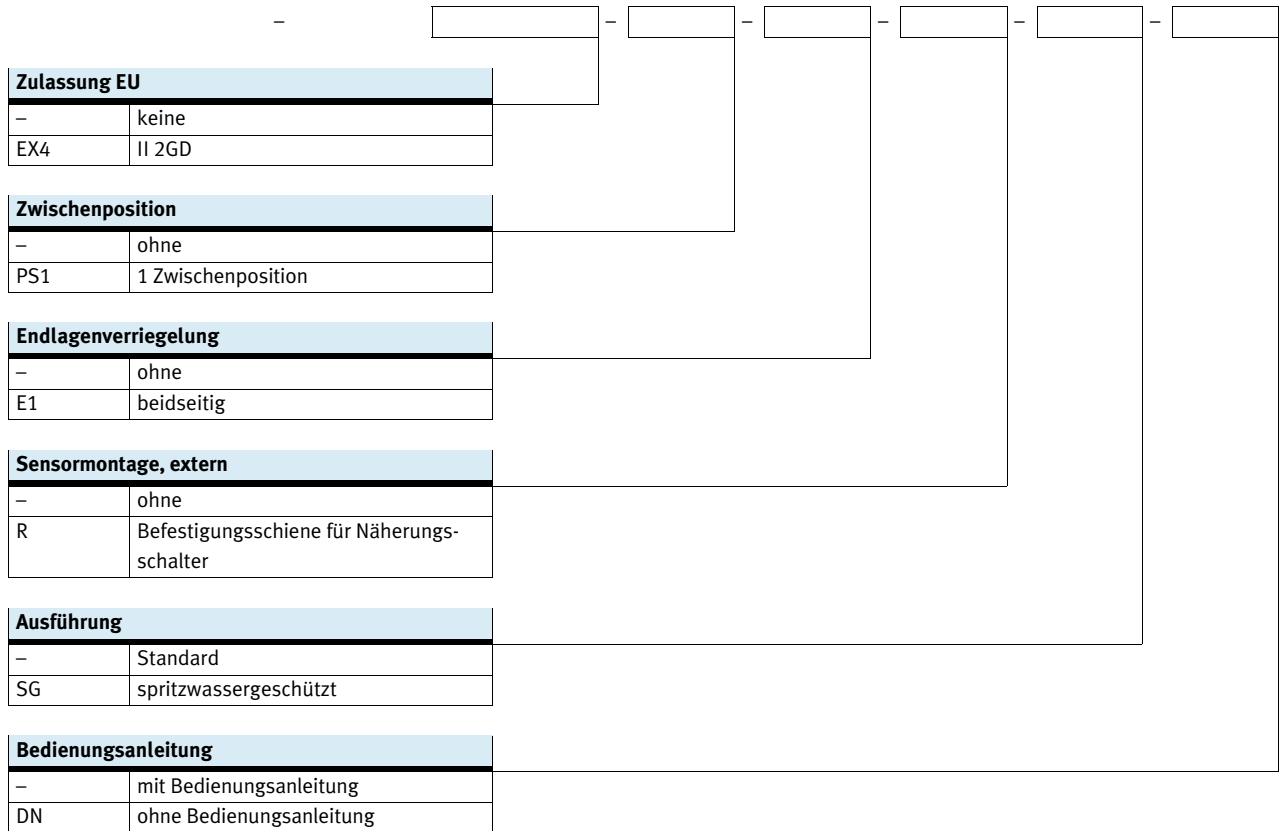 – – – – – –
Zulassung EU
– keine
EX4 II 2GD
Zwischenposition
– ohne
PS1 1 Zwischenposition
Endlagenverriegelung
– ohne
E1 beidseitig
Sensormontage, extern
– ohne
R Befestigungsschiene für Näherungs-
schalter
Ausführung
– Standard
SG spritzwassergeschützt
Bedienungsanleitung
– mit Bedienungsanleitung
DN ohne Bedienungsanleitung